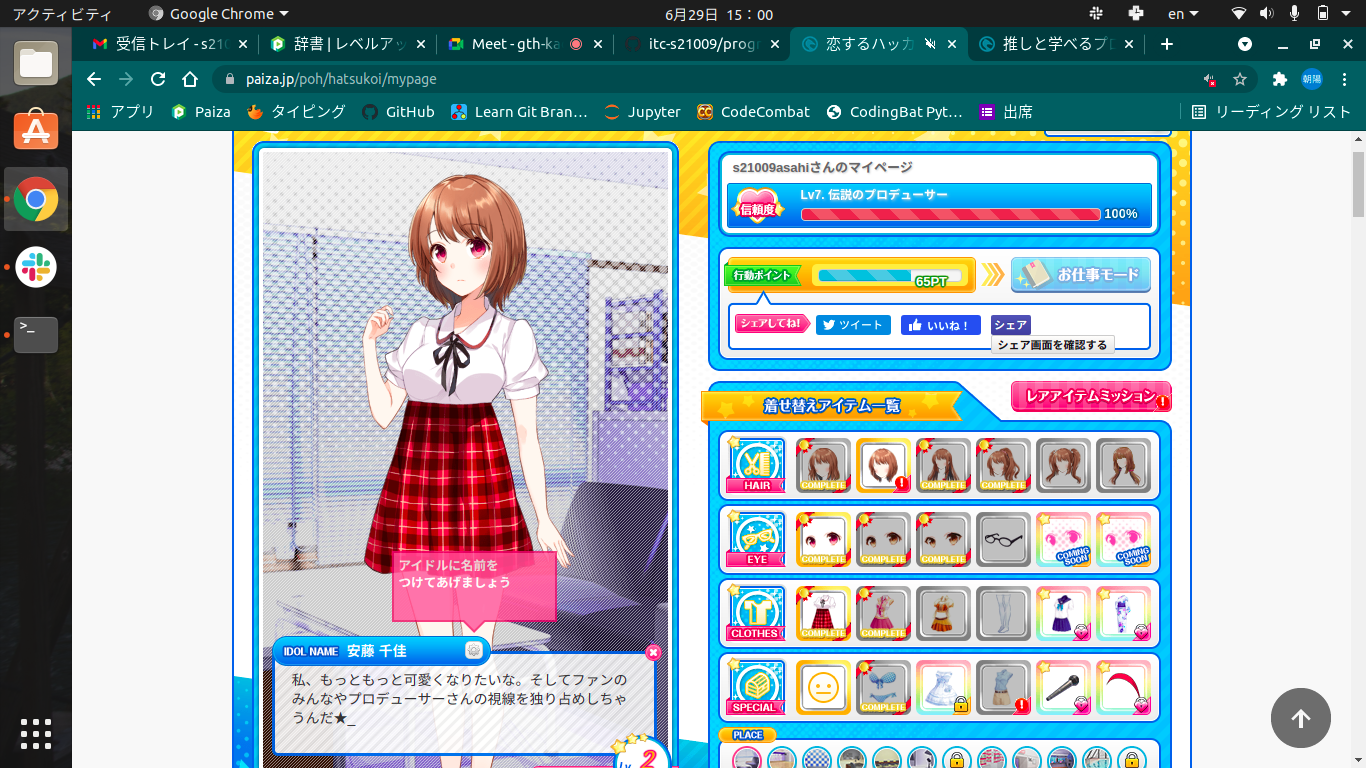 アクティビティ
Google Chrome
6月29日 15：00
en
受信トレイ - s210
辞書 | レベルアッ
Meet - gth-ka
itc-s21009/progr
恋するハッカ
推しと学べるプロ
paiza.jp/poh/hatsukoi/mypage
朝陽
アプリ
Paiza
タイピング
GitHub
Learn Git Bran…
Jupyter
CodeCombat
CodingBat Pyt…
出席
リーディング リスト
s21009asahiさんのマイページ
信頼度
Lv7. 伝説のプロデューサー
100%
行動ポイント
65PT
お仕事モード
シェアしてね!
ツイート
いいね！
シェア
シェア画面を確認する
着せ替えアイテム一覧
レアアイテムミッション
HAIR
COMPLETE
COMPLETE
COMPLETE
EYE
COMPLETE
COMPLETE
COMPLETE
COMING SOON
COMING SOON
CLOTHES
COMPLETE
COMPLETE
SPECIAL
COMPLETE
PLACE
アイドルに名前を
つけてあげましょう
IDOL NAME 安藤 千佳
私、もっともっと可愛くなりたいな。そしてファンの
みんなやプロデューサーさんの視線を独り占めしちゃ
うんだ★_
Lv 2
>_